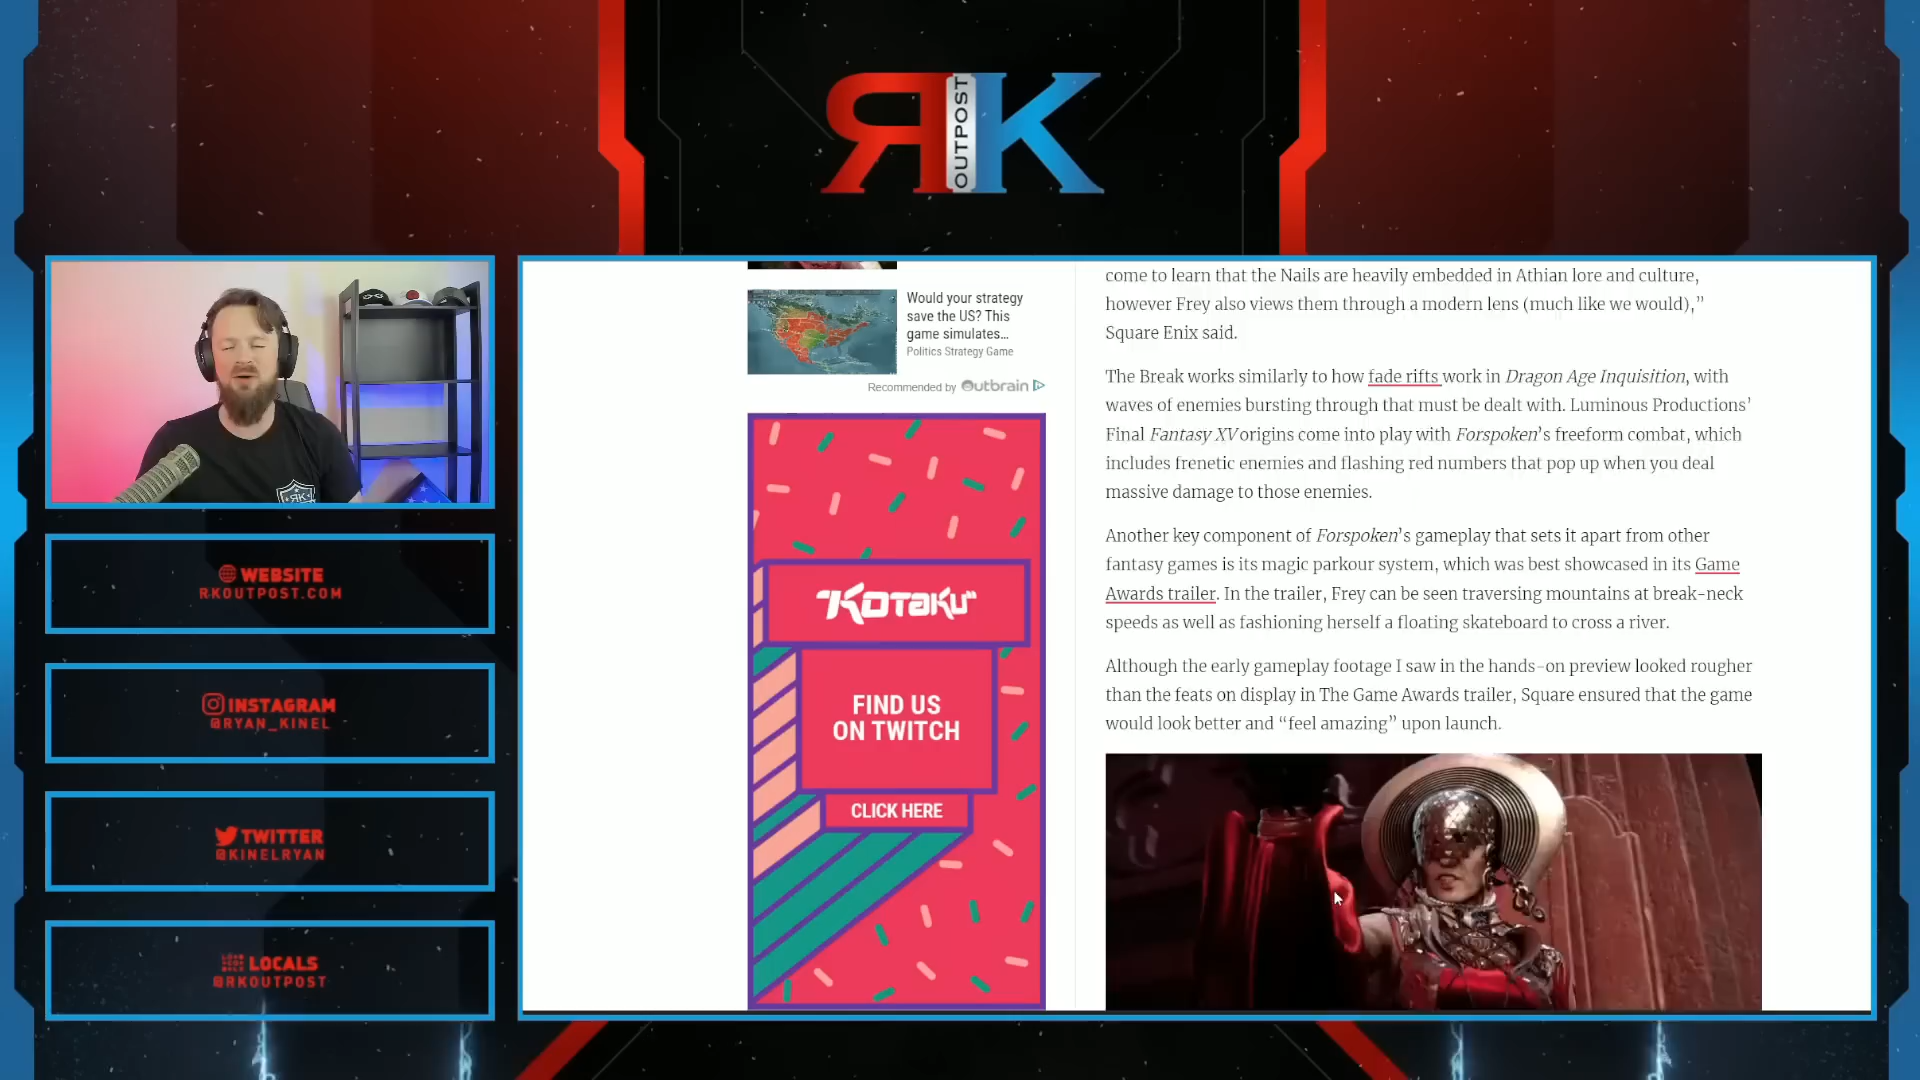 RK
OUTPOST
WEBSITE
RKOUTPOST.COM
INSTAGRAM
@RYAN_KINEL
TWITTER
@KINELRYAN
LOCALS
@RKOUTPOST
Would your strategy
save the US? This
game simulates...
Politics Strategy Game
Recommended by Outbrain
KOTAKU
FIND US
ON TWITCH
CLICK HERE
come to learn that the Nails are heavily embedded in Athian lore and culture,
however Frey also views them through a modern lens (much like we would),”
Square Enix said.
The Break works similarly to how fade rifts work in Dragon Age Inquisition, with
waves of enemies bursting through that must be dealt with. Luminous Productions’
Final Fantasy XV origins come into play with Forspoken’s freeform combat, which
includes frenetic enemies and flashing red numbers that pop up when you deal
massive damage to those enemies.
Another key component of Forspoken’s gameplay that sets it apart from other
fantasy games is its magic parkour system, which was best showcased in its Game
Awards trailer. In the trailer, Frey can be seen traversing mountains at break-neck
speeds as well as fashioning herself a floating skateboard to cross a river.
Although the early gameplay footage I saw in the hands-on preview looked rougher
than the feats on display in The Game Awards trailer, Square ensured that the game
would look better and “feel amazing” upon launch.